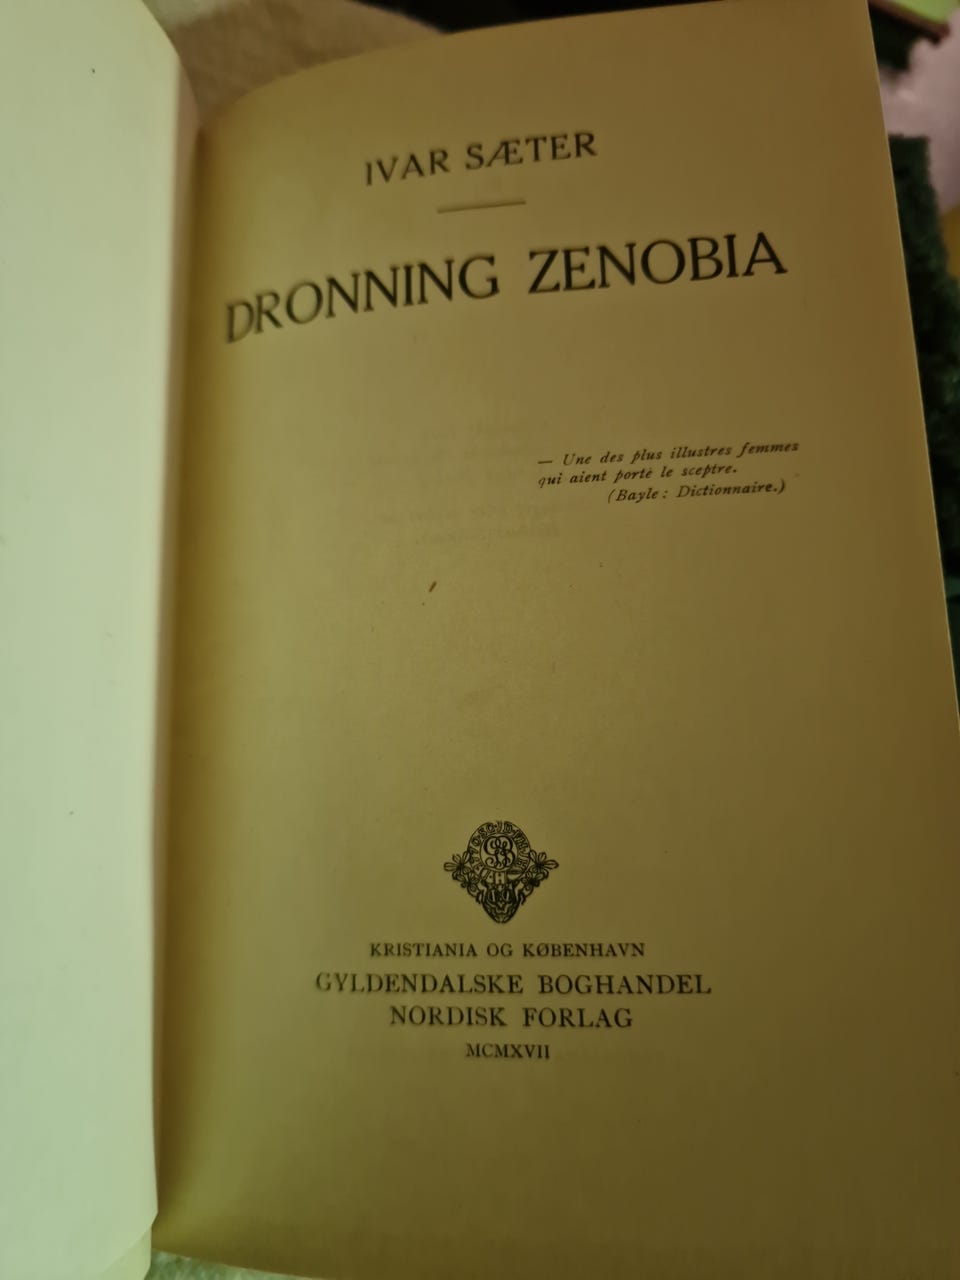 IVAR SÆTER
DRONNING ZENOBIA
— Une des plus illustres femmes
qui aient porté le sceptre.
(Bayle: Dictionnaire.)
KRISTIANIA OG KØBENHAVN
GYLDENDALSKE BOGHANDEL
NORDISK FORLAG
MCMXVII